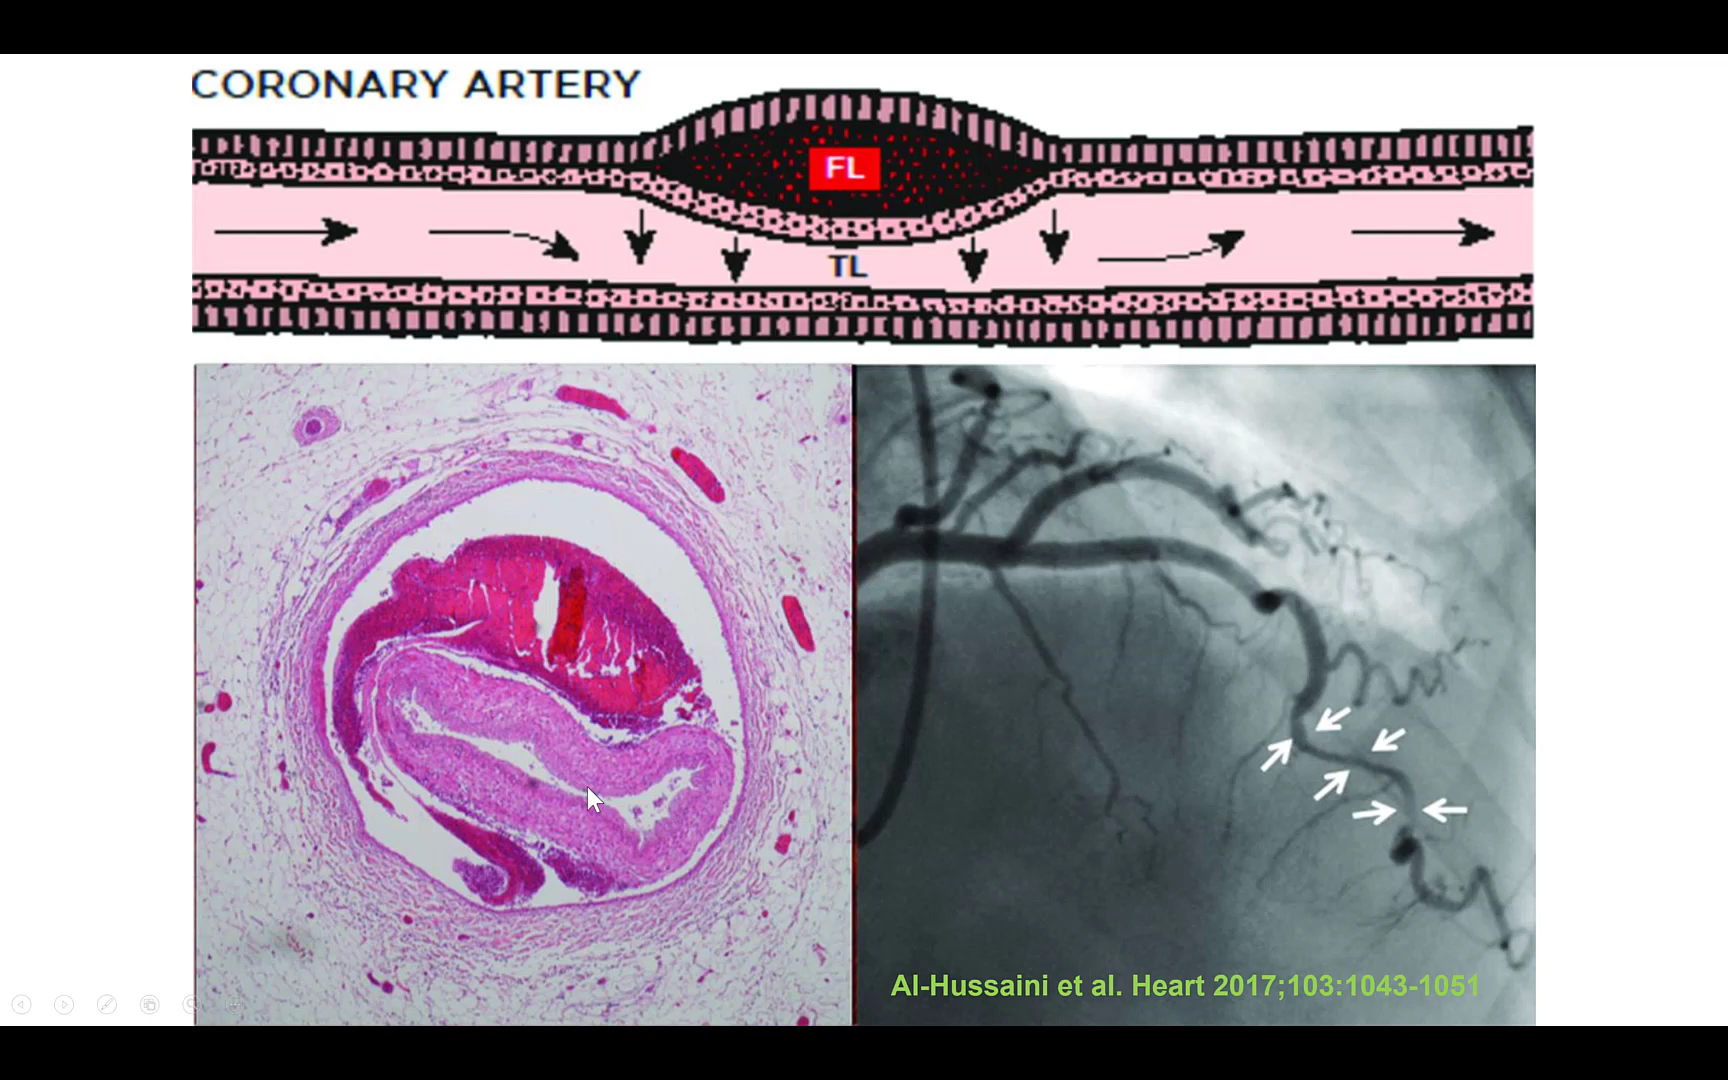 CORONARY ARTERY
FL
TL
Al-Hussaini et al. Heart 2017;103:1043-1051